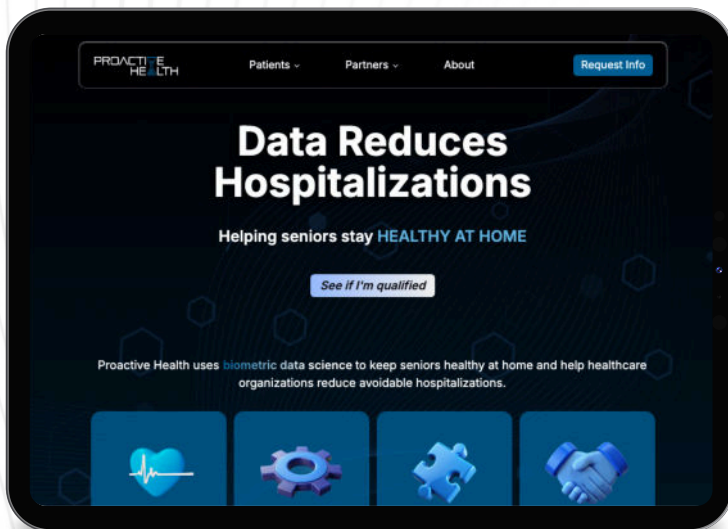 PROACTIVE
HEALTH
Patients
Partners
About
Request Info
Data Reduces
Hospitalizations
Helping seniors stay HEALTHY AT HOME
See if I'm qualified
Proactive Health uses biometric data science to keep seniors healthy at home and help healthcare
organizations reduce avoidable hospitalizations.